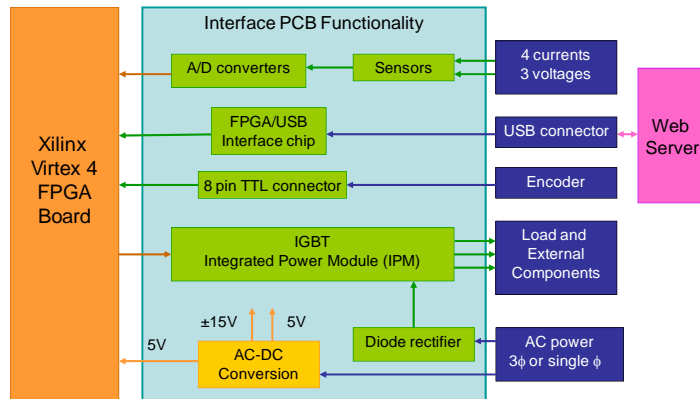 Interface PCB Functionality
Xilinx
Virtex 4
FPGA
Board
A/D converters
Sensors
4 currents
3 voltages
FPGA/USB
Interface chip
USB connector
Web
Server
8 pin TTL connector
Encoder
IGBT
Integrated Power Module (IPM)
Load and
External
Components
±15V
5V
5V
AC-DC
Conversion
Diode rectifier
AC power
3ϕ or single ϕ